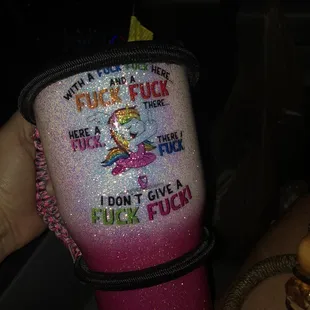 WITH A FUCK FUCK HERE
AND A
FUCK FUCK
THERE...
HERE A THERE A
FUCK... FUCK
I DON'T GIVE A
FUCK FUCK!